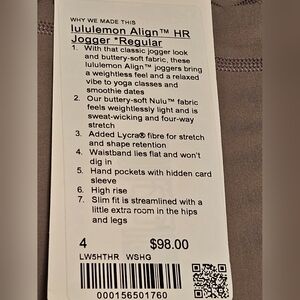 WHY WE MADE THIS
lululemon Align™ HR
Jogger *Regular
1. With that classic jogger look
and buttery-soft fabric, these
lululemon Align™ joggers bring
a weightless feel and a relaxed
vibe to yoga classes and
smoothie dates
2. Our buttery-soft Nulu™ fabric
feels weightlessly light and is
sweat-wicking and four-way
stretch
3. Added Lycra® fibre for stretch
and shape retention
4. Waistband lies flat and won't
dig in
5. Hand pockets with hidden card
sleeve
6. High rise
7. Slim fit is streamlined with a
little extra room in the hips
and legs
4 $98.00
LW5HTHR WSHG
000156501760